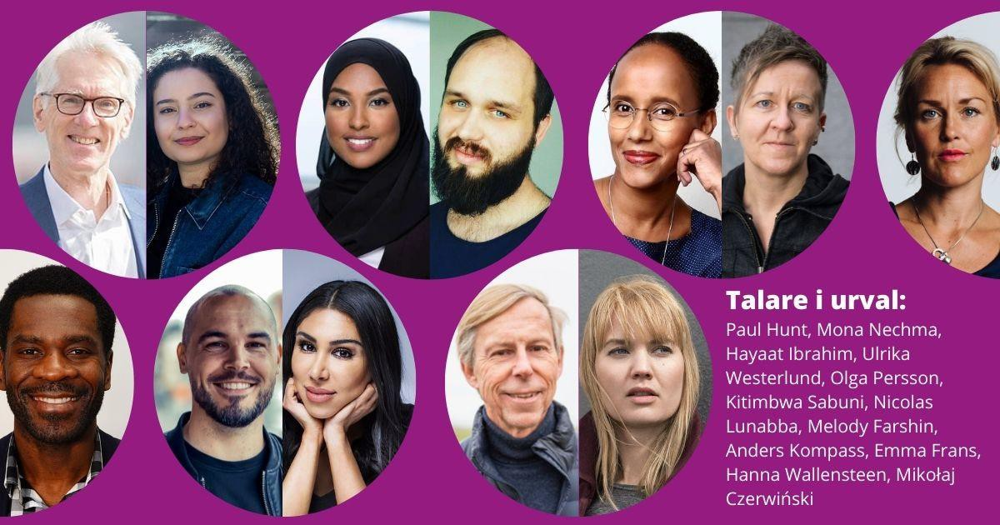 Talare i urval:
Paul Hunt, Mona Nechma,
Hayaat Ibrahim, Ulrika
Westerlund, Olga Persson,
Kitimbwa Sabuni, Nicolas
Lunabba, Melody Farshin,
Anders Kompass, Emma Frans,
Hanna Wallensteen, Mikołaj
Czerwiński